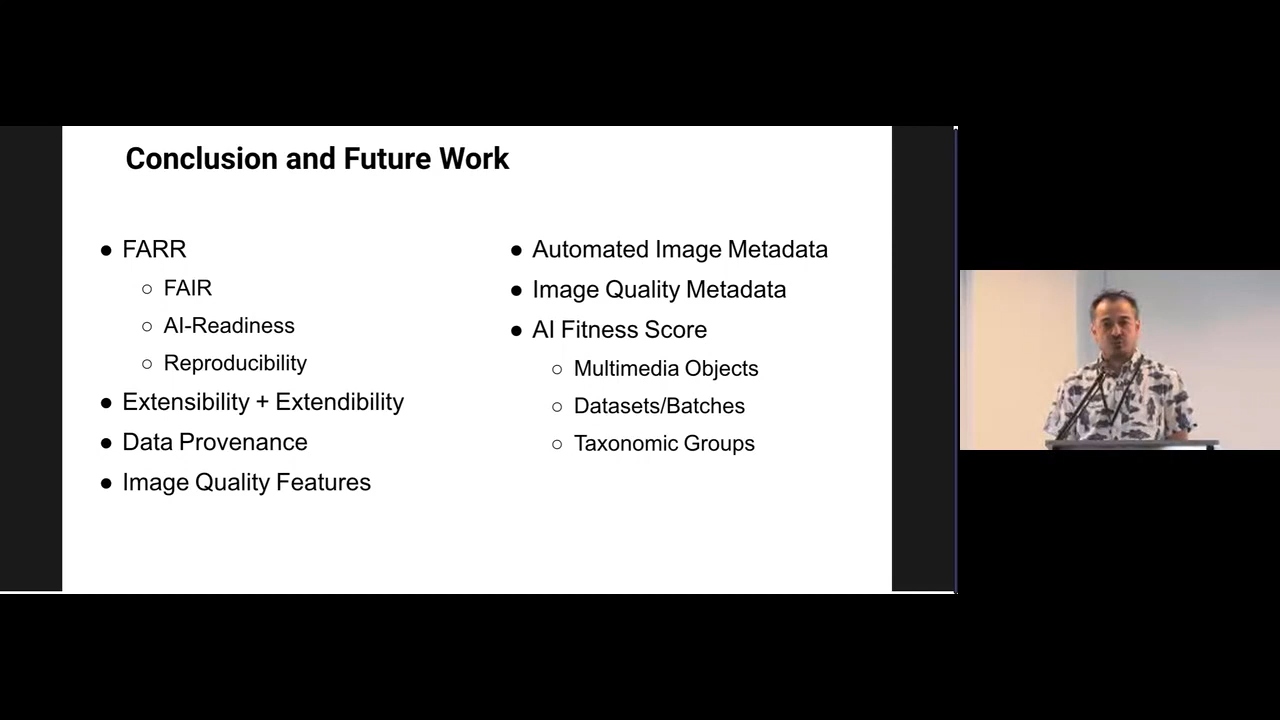 Conclusion and Future Work
● FARR
○ FAIR
○ AI-Readiness
○ Reproducibility
● Extensibility + Extendibility
● Data Provenance
● Image Quality Features
● Automated Image Metadata
● Image Quality Metadata
● AI Fitness Score
○ Multimedia Objects
○ Datasets/Batches
○ Taxonomic Groups